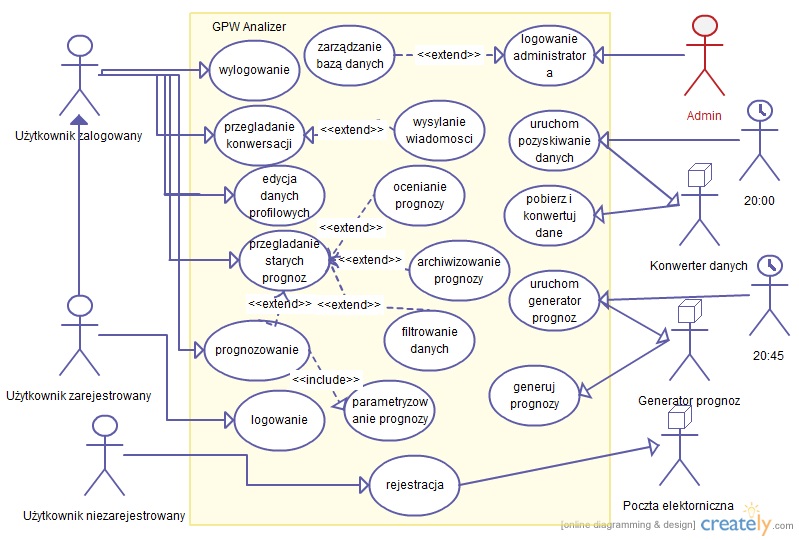 GPW Analizer
wylogowanie
zarządzanie
bazą danych
<<extend>>
logowanie
administrator
a
Admin
Użytkownik zalogowany
przegladanie
konwersacji
<<extend>>
wysylanie
wiadomosci
uruchom
pozyskiwanie
danych
20:00
edycja
danych
profilowych
ocenianie
prognozy
<<extend>>
pobierz i
konwertuj
dane
Konwerter danych
przegladanie
starych
prognoz
<<extend>>
archiwizowanie
prognozy
uruchom
generator
prognoz
20:45
<<extend>>
<<extend>>
prognozowanie
filtrowanie
danych
<<include>>
Użytkownik zarejestrowany
parametryzow
anie prognozy
generuj
prognozy
Generator prognoz
logowanie
Użytkownik niezarejestrowany
rejestracja
Poczta elektorniczna
[online diagramming & design]
creately.com